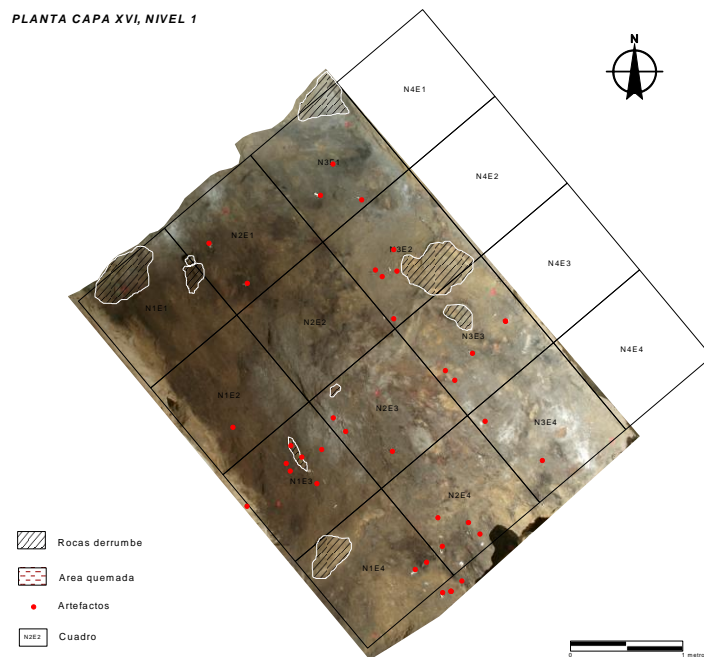 PLANTA CAPA XVI, NIVEL 1
N
N4E1
N3E1
N4E2
N2E1
N3E2
N4E3
N1E1
N2E2
N3E3
N4E4
N1E2
N2E3
N3E4
N1E3
N2E4
N1E4
Rocas derrumbe
Area quemada
Artefactos
N2E2 Cuadro
0 1 metro